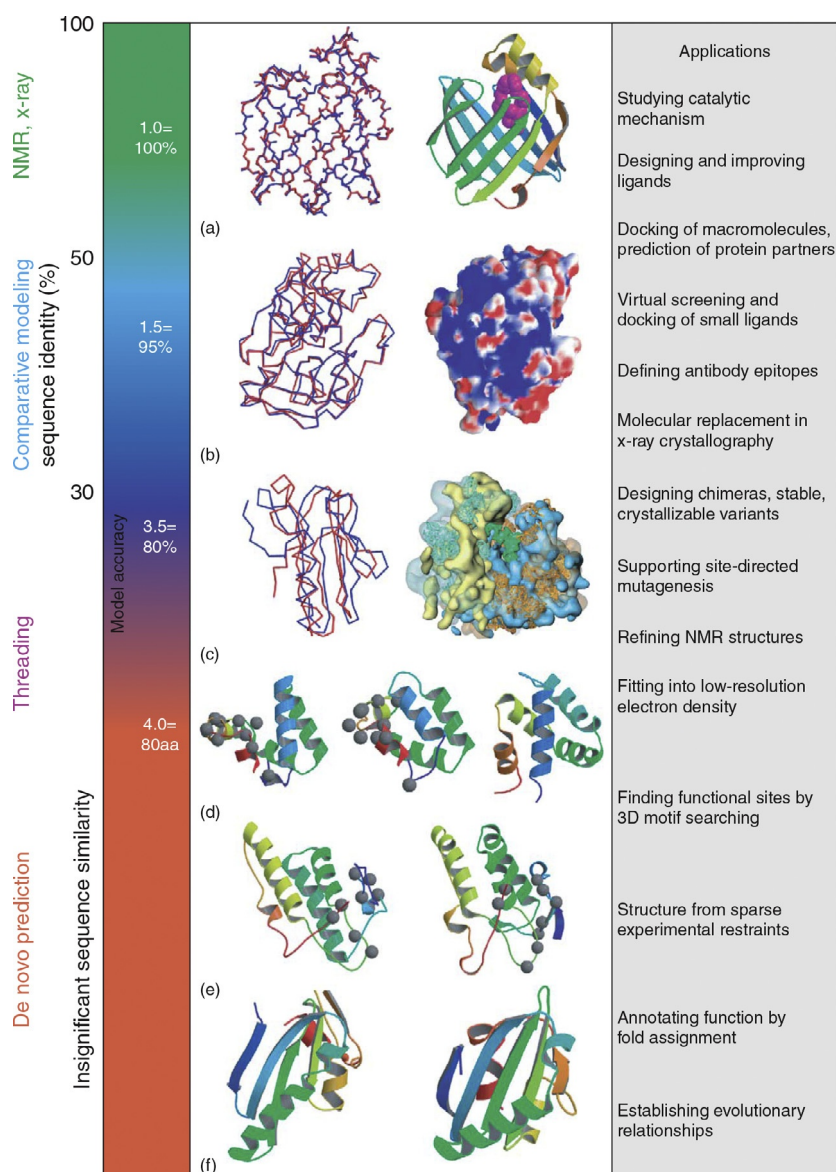 100
50
30
NMR, x-ray
Comparative modeling
Threading
De novo prediction
sequence identity (%)
Insignificant sequence similarity
Model accuracy
1.0=
100%
1.5=
95%
3.5=
80%
4.0=
80aa
(a)
(b)
(c)
(d)
(e)
(f)
Applications
Studying catalytic
mechanism
Designing and improving
ligands
Docking of macromolecules,
prediction of protein partners
Virtual screening and
docking of small ligands
Defining antibody epitopes
Molecular replacement in
x-ray crystallography
Designing chimeras, stable,
crystallizable variants
Supporting site-directed
mutagenesis
Refining NMR structures
Fitting into low-resolution
electron density
Finding functional sites by
3D motif searching
Structure from sparse
experimental restraints
Annotating function by
fold assignment
Establishing evolutionary
relationships